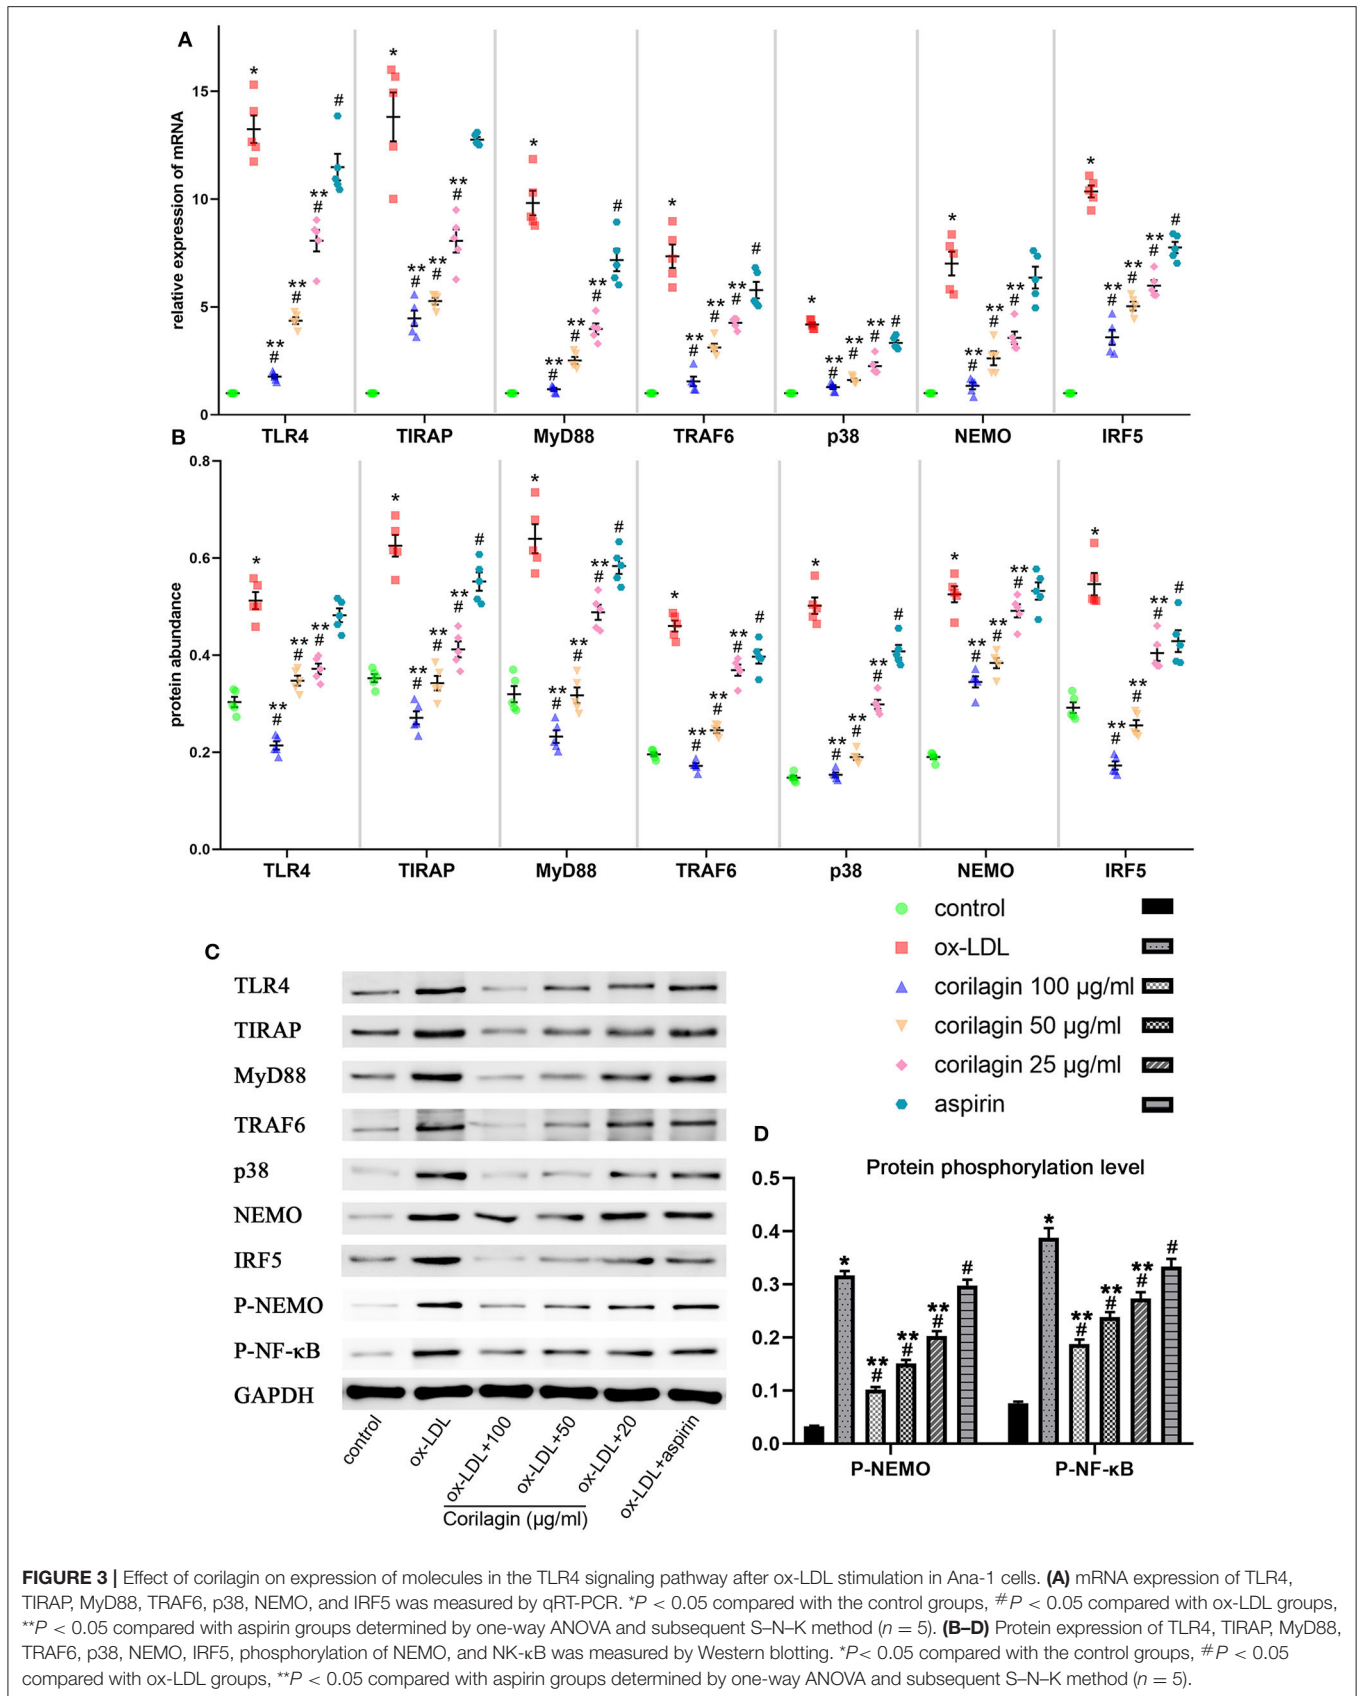 A
relative expression of mRNA
15
10
5
0
* # ** # ** # ** #
* ** # ** # ** #
* # ** # ** # ** #
* # ** # ** # ** #
* # ** # ** # ** #
* ** # ** # ** #
* # ** # ** # ** #
TLR4 TIRAP MyD88 TRAF6 p38 NEMO IRF5
B
protein abundance
0.8
0.6
0.4
0.2
0.0
* ** # ** # ** #
* # ** # ** # ** #
* # ** # ** # ** #
* # ** # ** # ** #
* # ** # ** # ** #
* ** # ** # ** #
* # ** # ** # ** #
TLR4 TIRAP MyD88 TRAF6 p38 NEMO IRF5
control
ox-LDL
corilagin 100 µg/ml
corilagin 50 µg/ml
corilagin 25 µg/ml
aspirin
C
TLR4
TIRAP
MyD88
TRAF6
p38
NEMO
IRF5
P-NEMO
P-NF-κB
GAPDH
control ox-LDL ox-LDL+100 ox-LDL+50 ox-LDL+20 ox-LDL+aspirin
Corilagin (µg/ml)
D
Protein phosphorylation level
0.5
0.4
0.3
0.2
0.1
0.0
* ** # ** # ** # #
* ** # ** # ** # #
P-NEMO P-NF-κB
FIGURE 3 | Effect of corilagin on expression of molecules in the TLR4 signaling pathway after ox-LDL stimulation in Ana-1 cells. (A) mRNA expression of TLR4,
TIRAP, MyD88, TRAF6, p38, NEMO, and IRF5 was measured by qRT-PCR. *P < 0.05 compared with the control groups, #P < 0.05 compared with ox-LDL groups,
**P < 0.05 compared with aspirin groups determined by one-way ANOVA and subsequent S–N–K method (n = 5). (B–D) Protein expression of TLR4, TIRAP, MyD88,
TRAF6, p38, NEMO, IRF5, phosphorylation of NEMO, and NK-κB was measured by Western blotting. *P< 0.05 compared with the control groups, #P < 0.05
compared with ox-LDL groups, **P < 0.05 compared with aspirin groups determined by one-way ANOVA and subsequent S–N–K method (n = 5).